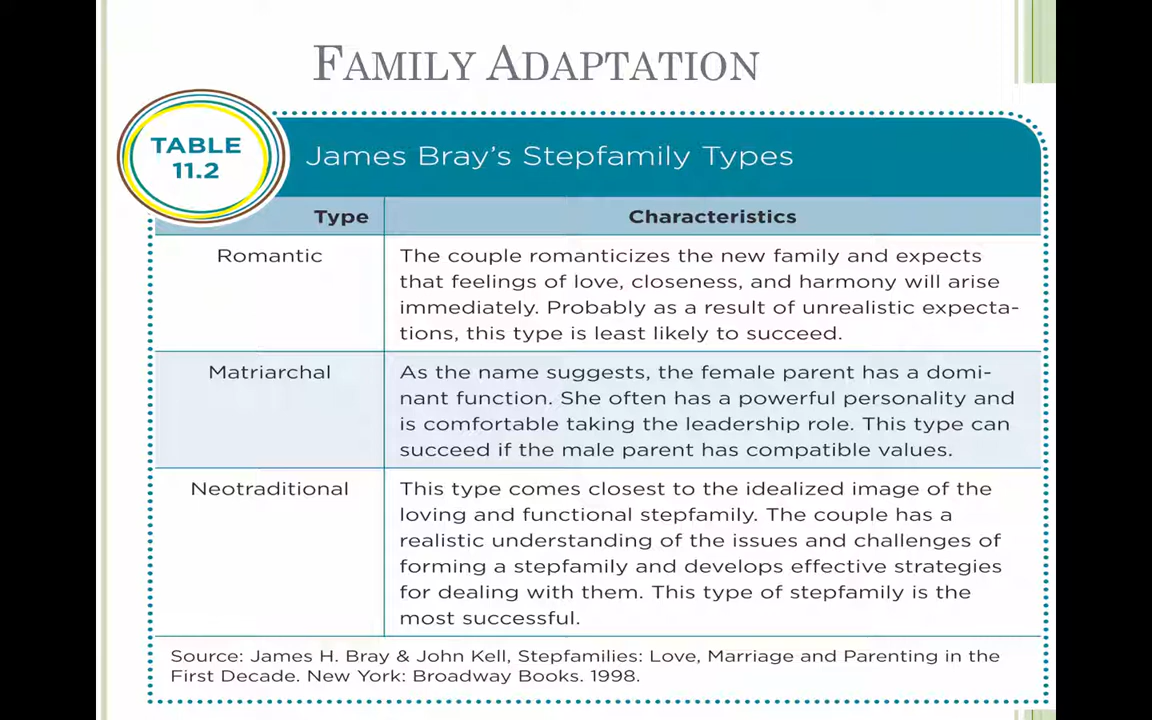 FAMILY ADAPTATION
TABLE
11.2
James Bray's Stepfamily Types
Type
Characteristics
Romantic
The couple romanticizes the new family and expects
that feelings of love, closeness, and harmony will arise
immediately. Probably as a result of unrealistic expecta-
tions, this type is least likely to succeed.
Matriarchal
As the name suggests, the female parent has a domi-
nant function. She often has a powerful personality and
is comfortable taking the leadership role. This type can
succeed if the male parent has compatible values.
Neotraditional
This type comes closest to the idealized image of the
loving and functional stepfamily. The couple has a
realistic understanding of the issues and challenges of
forming a stepfamily and develops effective strategies
for dealing with them. This type of stepfamily is the
most successful.
Source: James H. Bray & John Kell, Stepfamilies: Love, Marriage and Parenting in the
First Decade. New York: Broadway Books. 1998.